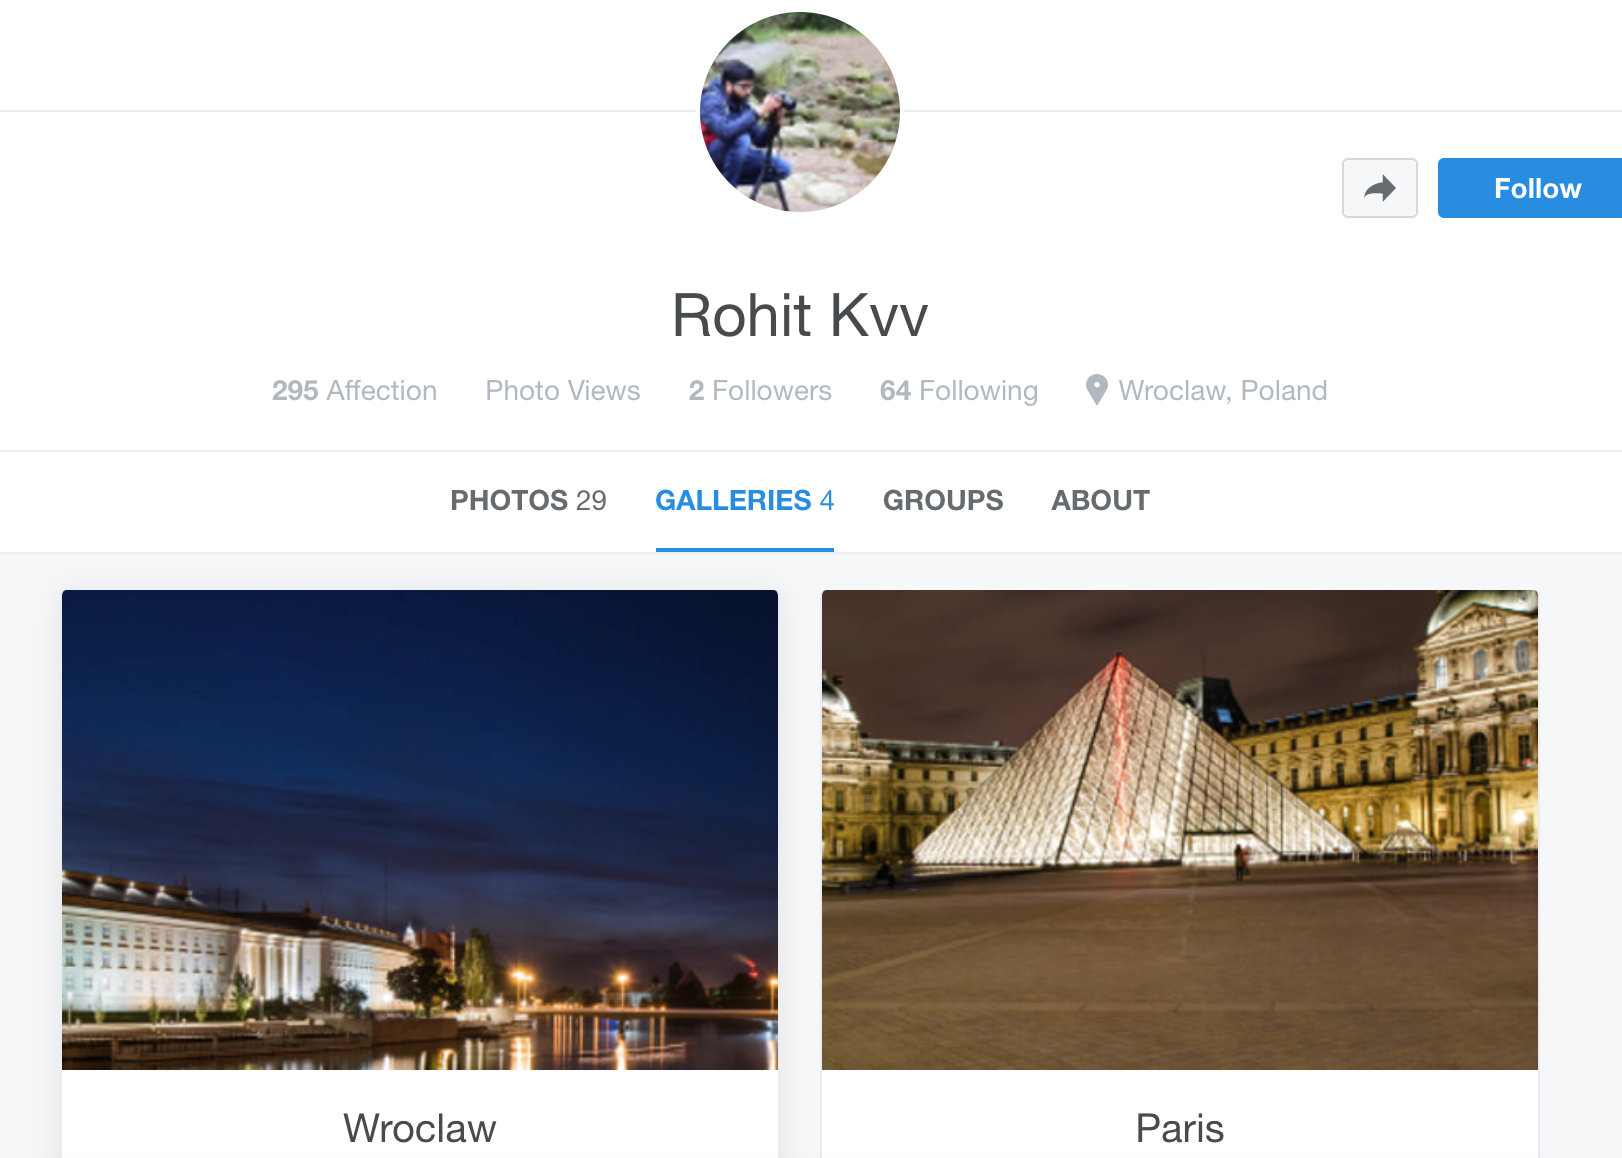 Follow
Rohit Kvv
295 Affection Photo Views 2 Followers 64 Following Wroclaw, Poland
PHOTOS 29 GALLERIES 4 GROUPS ABOUT
Wroclaw Paris